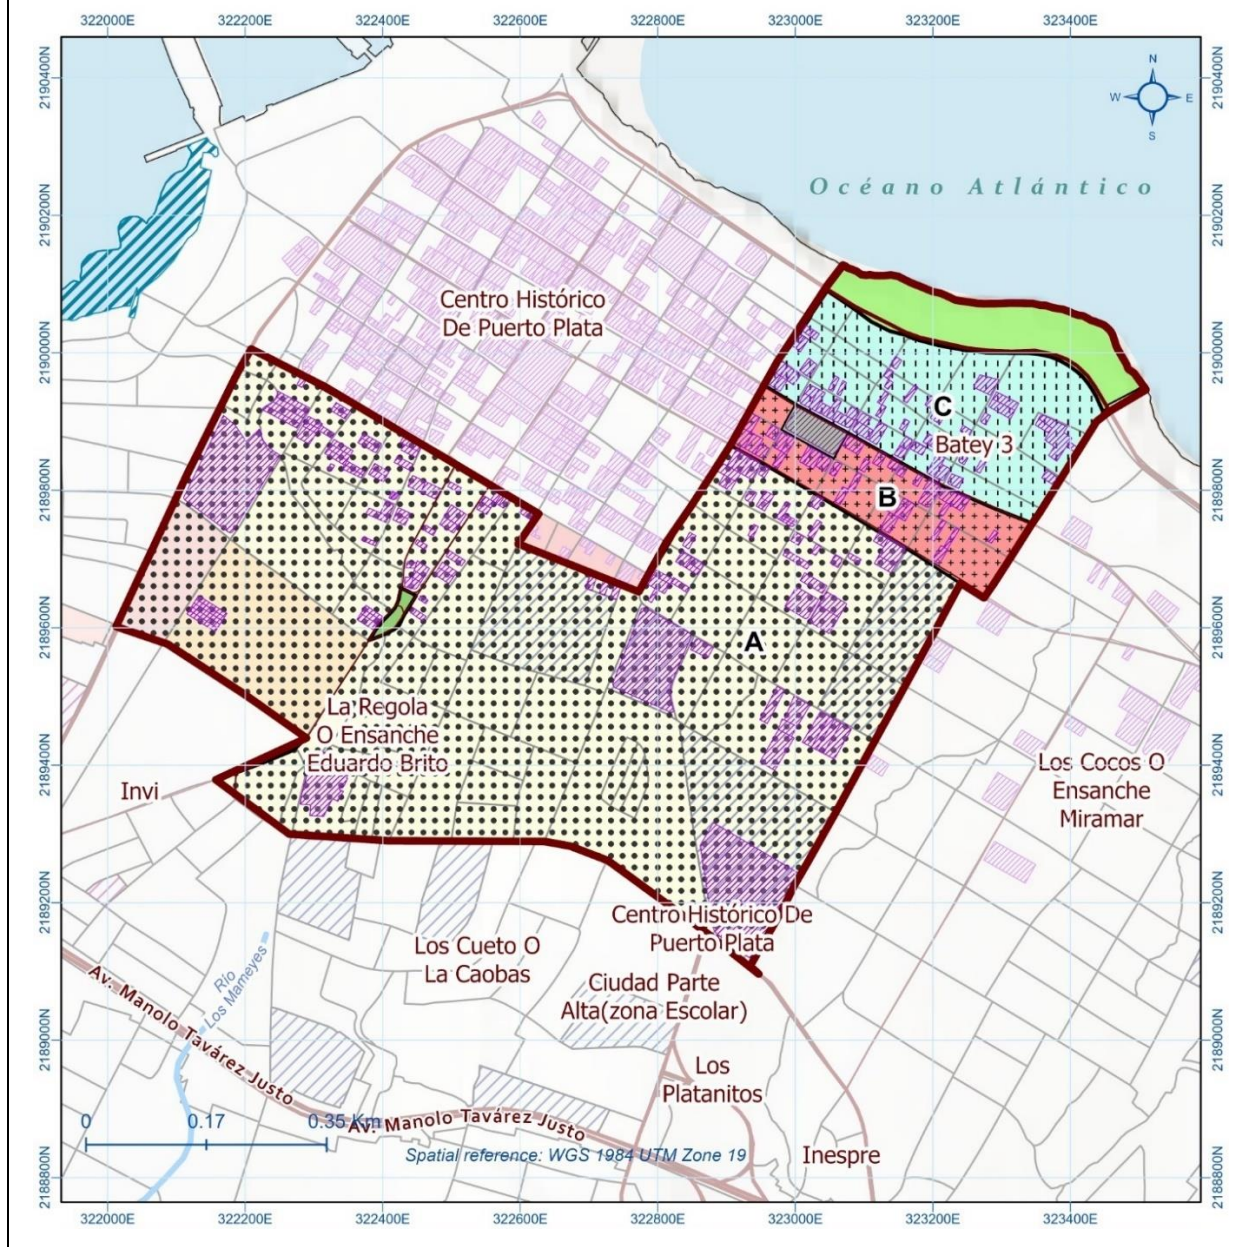 322000E 322200E 322400E 322600E 322800E 323000E 323200E 323400E
2190400N
2190400N
N
W E
S
Océano Atlántico
2190200N
2190200N
Centro Histórico
De Puerto Plata
2190000N
2190000N
C
Batey 3
B
2189800N
2189800N
2189600N
2189600N
A
La Regola
O Ensanche
Eduardo Brito
2189400N
2189400N
Invi
Los Cocos O
Ensanche
Miramar
2189200N
2189200N
Centro Histórico De
Puerto Plata
Los Cueto O
La Caobas
Ciudad Parte
Alta(zona Escolar)
Río
Los Mameyes
Av. Manolo Tavárez Justo
2189000N
2189000N
Los
Platanitos
0 0.17 0.35 Km
Av. Manolo Tavárez Justo
Spatial reference: WGS 1984 UTM Zone 19
Inespre
2188800N
2188800N
322000E 322200E 322400E 322600E 322800E 323000E 323200E 323400E